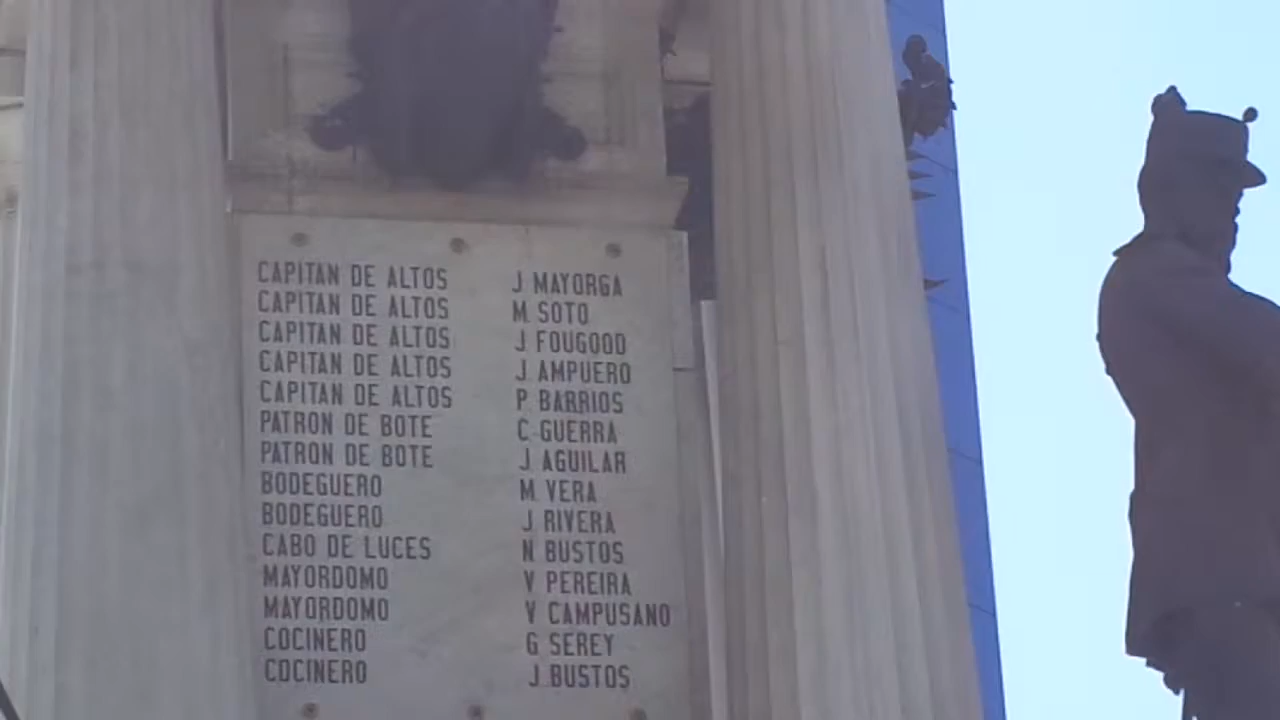 CAPITAN DE ALTOS J. MAYORGA
CAPITAN DE ALTOS M. SOTO
CAPITAN DE ALTOS J. FOUGOOD
CAPITAN DE ALTOS J. AMPUERO
CAPITAN DE ALTOS P. BARRIOS
PATRON DE BOTE C. GUERRA
PATRON DE BOTE J. AGUILAR
BODEGUERO M. VERA
BODEGUERO J. RIVERA
CABO DE LUCES N. BUSTOS
MAYORDOMO V. PEREIRA
MAYORDOMO V. CAMPUSANO
COCINERO G. SEREY
COCINERO J. BUSTOS